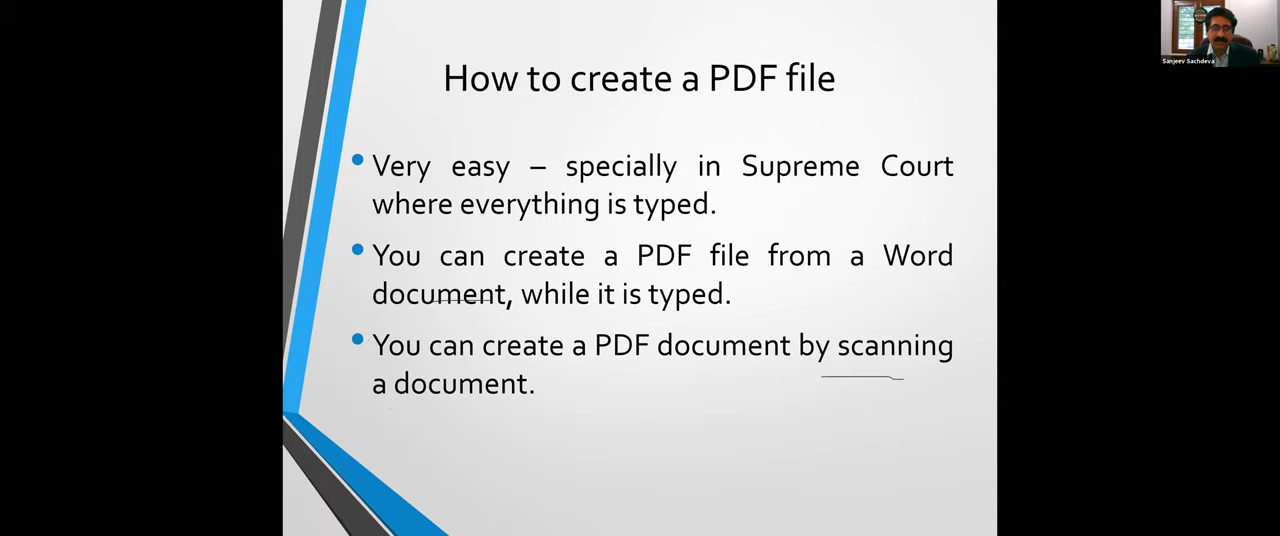 Sanjeev Sachdeva
How to create a PDF file
Very easy – specially in Supreme Court
where everything is typed.
You can create a PDF file from a Word
document, while it is typed.
You can create a PDF document by scanning
a document.